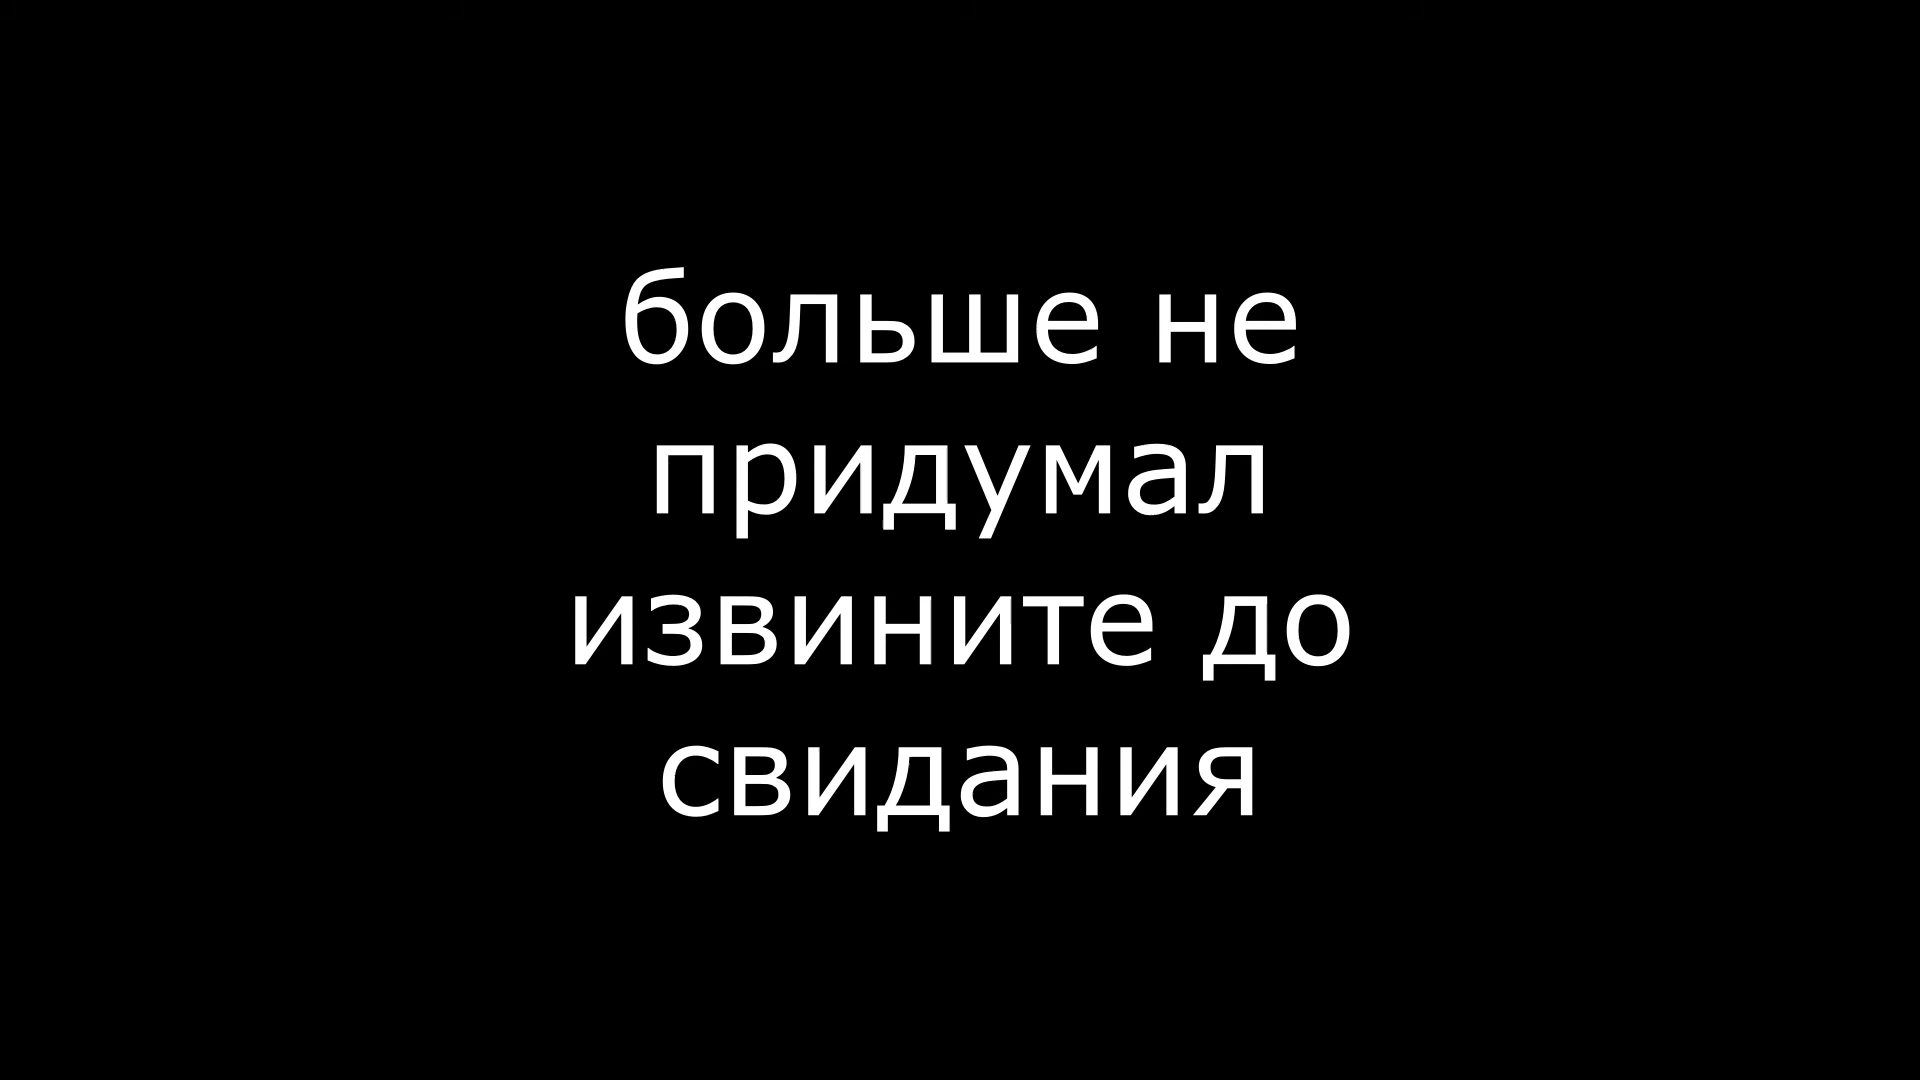 больше не
придумал
извините до
свидания